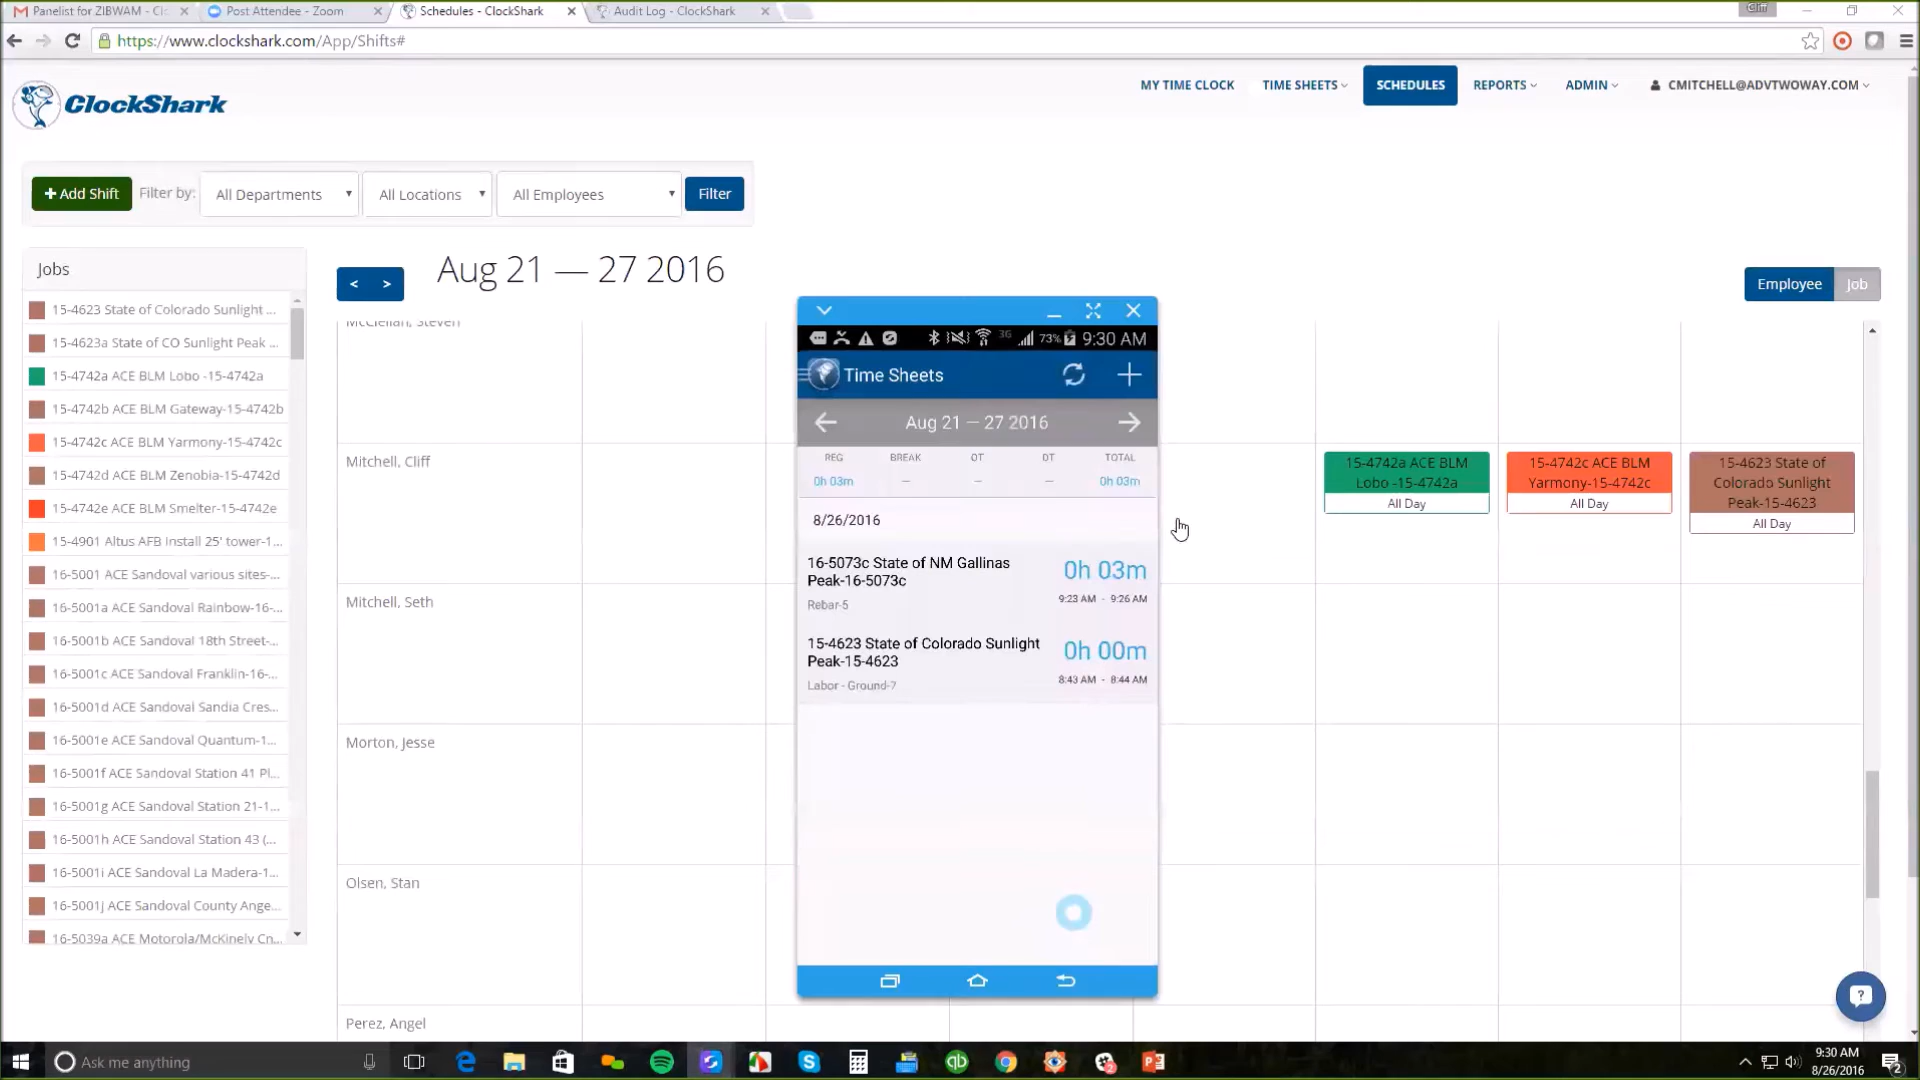 Panelist for ZIBWAM - Cl
Post Attendee - Zoom
Schedules - ClockShark
Audit Log - ClockShark
Cliff
https://www.clockshark.com/App/Shifts#
ClockShark
MY TIME CLOCK
TIME SHEETS
SCHEDULES
REPORTS
ADMIN
CMITCHELL@ADVTWOWAY.COM
+ Add Shift
Filter by:
All Departments
All Locations
All Employees
Filter
Jobs
15-4623 State of Colorado Sunlight ...
15-4623a State of CO Sunlight Peak ...
15-4742a ACE BLM Lobo -15-4742a
15-4742b ACE BLM Gateway-15-4742b
15-4742c ACE BLM Yarmony-15-4742c
15-4742d ACE BLM Zenobia-15-4742d
15-4742e ACE BLM Smelter-15-4742e
15-4901 Altus AFB Install 25' tower-1...
16-5001 ACE Sandoval various sites-...
16-5001a ACE Sandoval Rainbow-16-...
16-5001b ACE Sandoval 18th Street-...
16-5001c ACE Sandoval Franklin-16-...
16-5001d ACE Sandoval Sandia Cres...
16-5001e ACE Sandoval Quantum-1...
16-5001f ACE Sandoval Station 41 Pl...
16-5001g ACE Sandoval Station 21-1...
16-5001h ACE Sandoval Station 43 (...
16-5001i ACE Sandoval La Madera-1...
16-5001j ACE Sandoval County Ange...
16-5039a ACE Motorola/McKinely Cn...
< >
Aug 21 — 27 2016
Employee
Job
McClellan, Steven
Mitchell, Cliff
15-4742a ACE BLM
Lobo -15-4742a
All Day
15-4742c ACE BLM
Yarmony-15-4742c
All Day
15-4623 State of
Colorado Sunlight
Peak-15-4623
All Day
Mitchell, Seth
Morton, Jesse
Olsen, Stan
Perez, Angel
3G
73%
9:30 AM
Time Sheets
Aug 21 — 27 2016
REG BREAK OT DT TOTAL
0h 03m — — — 0h 03m
8/26/2016
16-5073c State of NM Gallinas
Peak-16-5073c
Rebar-5
0h 03m
9:23 AM - 9:26 AM
15-4623 State of Colorado Sunlight
Peak-15-4623
Labor - Ground-7
0h 00m
8:43 AM - 8:44 AM
?
Ask me anything
9:30 AM
8/26/2016
2
2